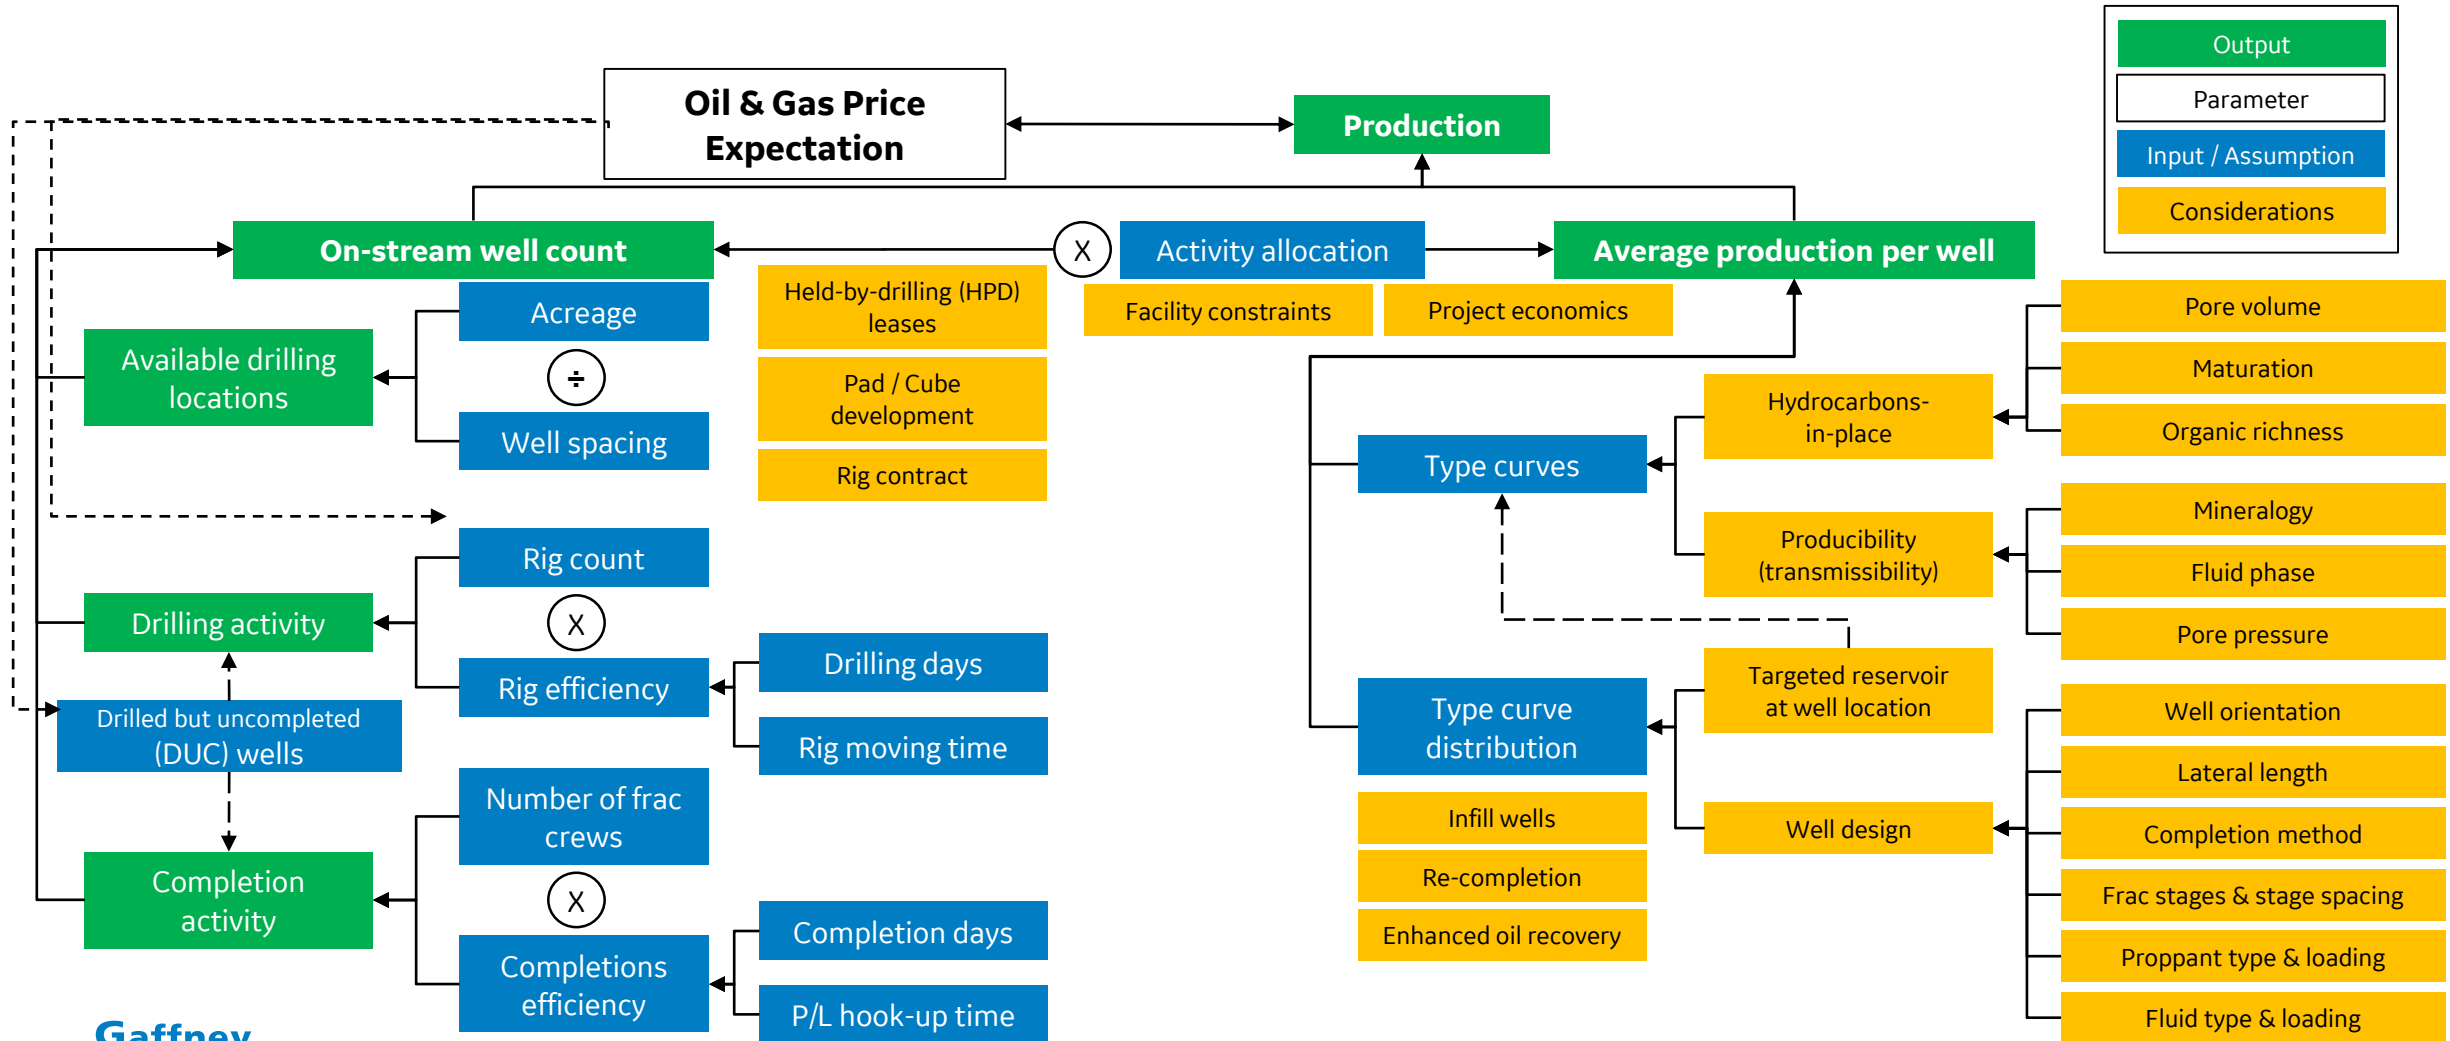 Output
Parameter
Input / Assumption
Considerations
Oil & Gas Price
Expectation
Production
On-stream well count
X
Activity allocation
Average production per well
Held-by-drilling (HPD)
leases
Pad / Cube
development
Rig contract
Facility constraints
Project economics
Acreage
÷
Well spacing
Available drilling
locations
Rig count
X
Rig efficiency
Drilling activity
Drilling days
Rig moving time
Drilled but uncompleted
(DUC) wells
Number of frac
crews
X
Completions
efficiency
Completion
activity
Completion days
P/L hook-up time
Type curves
Hydrocarbons-
in-place
Producibility
(transmissibility)
Pore volume
Maturation
Organic richness
Mineralogy
Fluid phase
Pore pressure
Type curve
distribution
Targeted reservoir
at well location
Well design
Infill wells
Re-completion
Enhanced oil recovery
Well orientation
Lateral length
Completion method
Frac stages & stage spacing
Proppant type & loading
Fluid type & loading
Gaffney